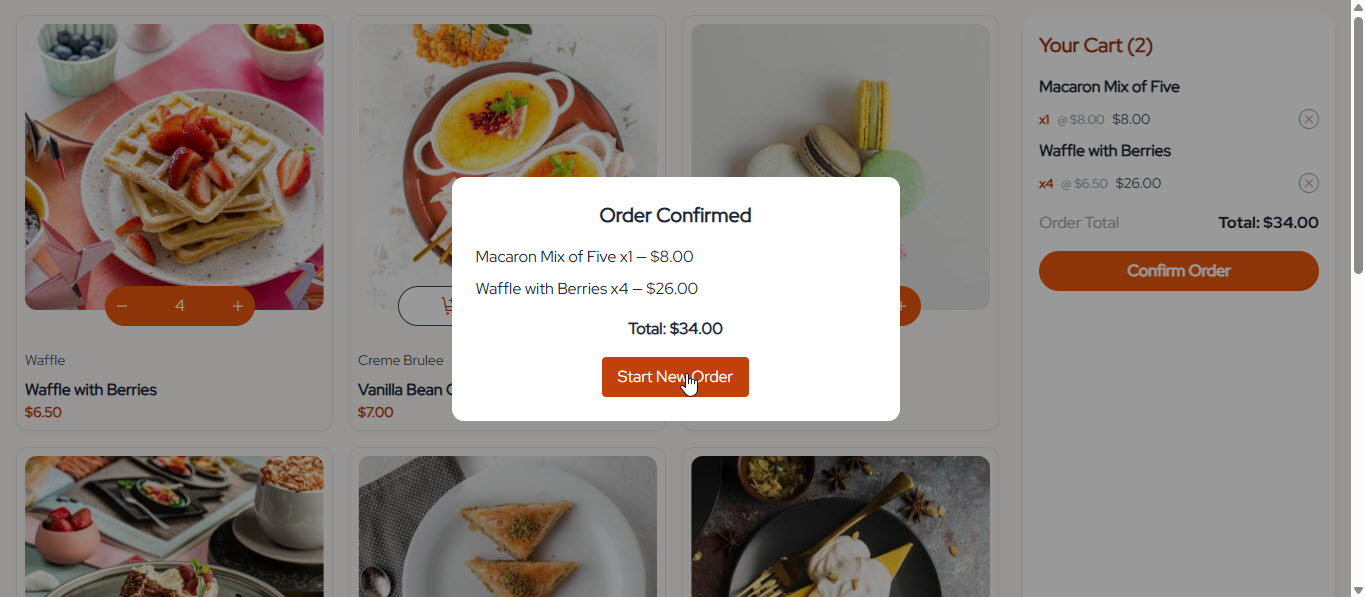 4
Waffle
Waffle with Berries
$6.50
Creme Brulee
Vanilla Bean
$7.00
Your Cart (2)
Macaron Mix of Five
x1 @ $8.00 $8.00
Waffle with Berries
x4 @ $6.50 $26.00
Order Total Total: $34.00
Confirm Order
Order Confirmed
Macaron Mix of Five x1 – $8.00
Waffle with Berries x4 – $26.00
Total: $34.00
Start New Order